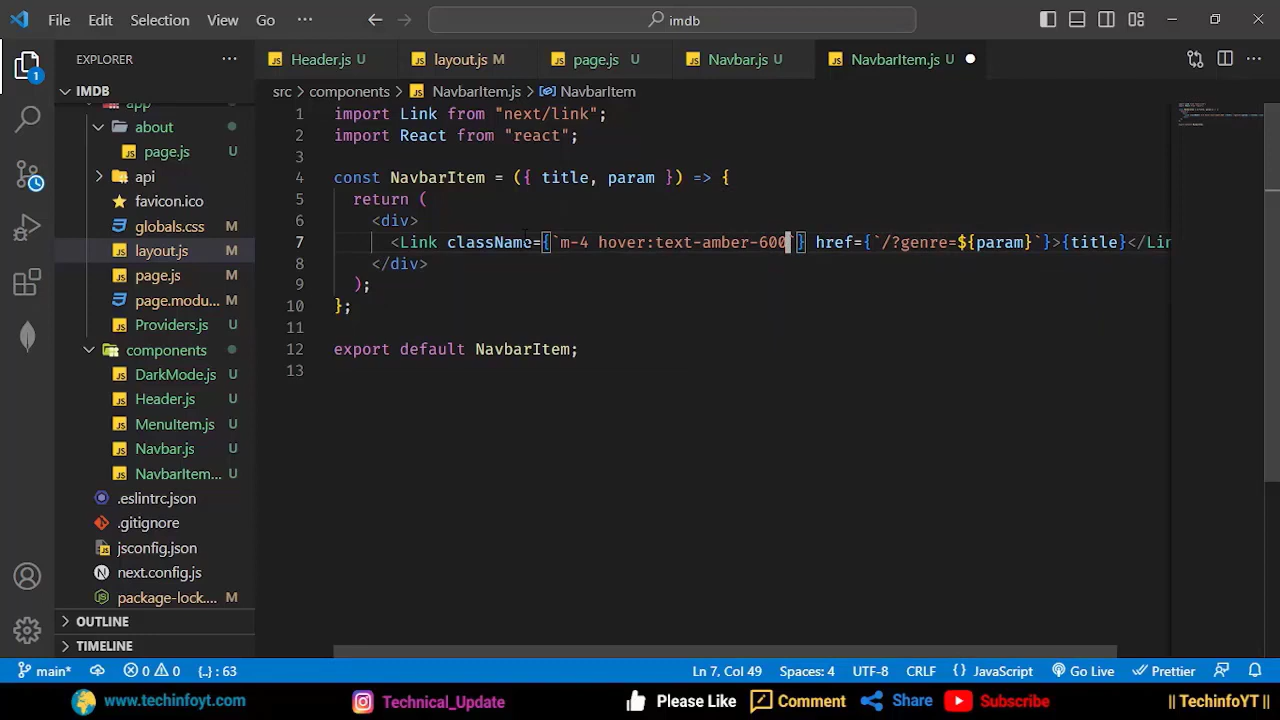 File Edit Selection View Go ··· imdb
EXPLORER ···
Header.js U layout.js M page.js U Navbar.js U NavbarItem.js U
IMDB
src > components > NavbarItem.js > NavbarItem
app
about
page.js U
api
favicon.ico
globals.css M
layout.js M
page.js M
page.modu... M
Providers.js U
components
DarkMode.js U
Header.js U
MenuItem.js U
Navbar.js U
NavbarItem... U
.eslintrc.json
.gitignore
jsconfig.json
next.config.js
package-lock.... M
OUTLINE
TIMELINE
1 import Link from "next/link";
2 import React from "react";
3
4 const NavbarItem = ({ title, param }) => {
5 return (
6 <div>
7 <Link className={`m-4 hover:text-amber-600`} href={`/?genre=${param}`}>{title}</Lin
8 </div>
9 );
10 };
11
12 export default NavbarItem;
13
1
main* 0 0 {..} : 63 Ln 7, Col 49 Spaces: 4 UTF-8 CRLF {} JavaScript Go Live Prettier
www.techinfoyt.com Technical_Update Please Like Comment Share Subscribe || TechinfoYT ||